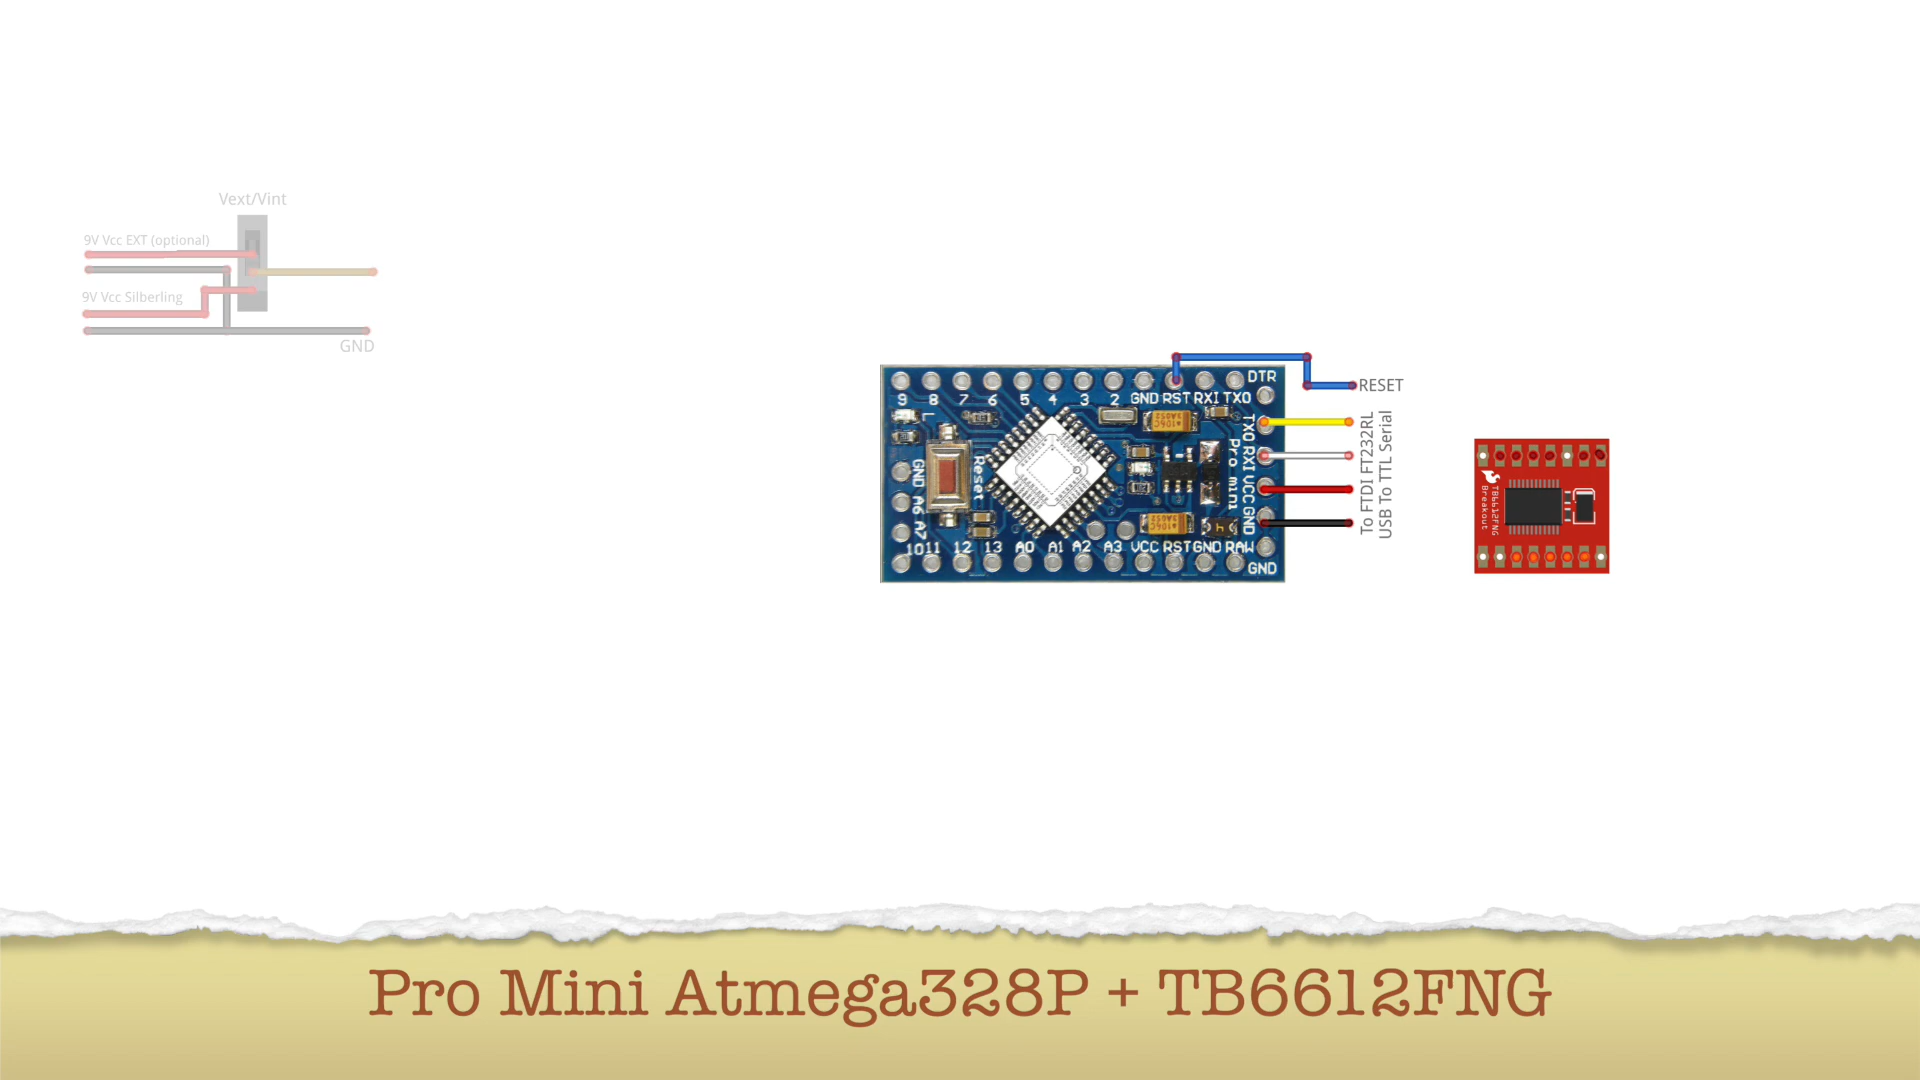 Vext/Vint
9V Vcc EXT (optional)
9V Vcc Silberling
GND
DTR
9 8 7 6 5 4 3 2 GND RST RXI TXO
RESET
L
TXO RXI VCC GND
Pro mini
Reset
GND A6 A7
10 11 12 13 A0 A1 A2 A3 VCC RST GND RAW
GND
To FTDI FT232RL
USB To TTL Serial
TB6612FNG
Breakout
Pro Mini Atmega328P + TB6612FNG